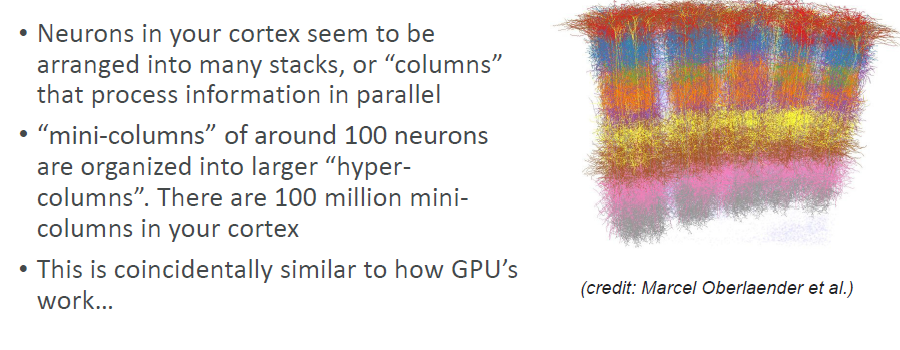 • Neurons in your cortex seem to be
arranged into many stacks, or “columns”
that process information in parallel
• “mini-columns” of around 100 neurons
are organized into larger “hyper-
columns”. There are 100 million mini-
columns in your cortex
• This is coincidentally similar to how GPU’s
work…
(credit: Marcel Oberlaender et al.)